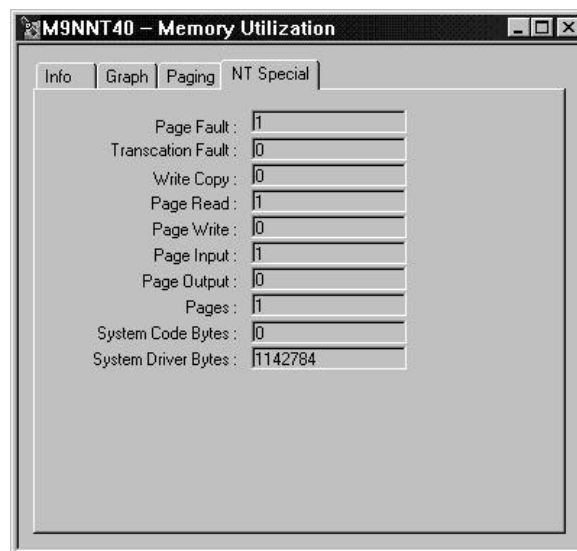 M9NNT40 – Memory Utilization
Info Graph Paging NT Special
Page Fault : 1
Transcation Fault : 0
Write Copy : 0
Page Read : 1
Page Write : 0
Page Input : 1
Page Output : 0
Pages : 1
System Code Bytes : 0
System Driver Bytes : 1142784